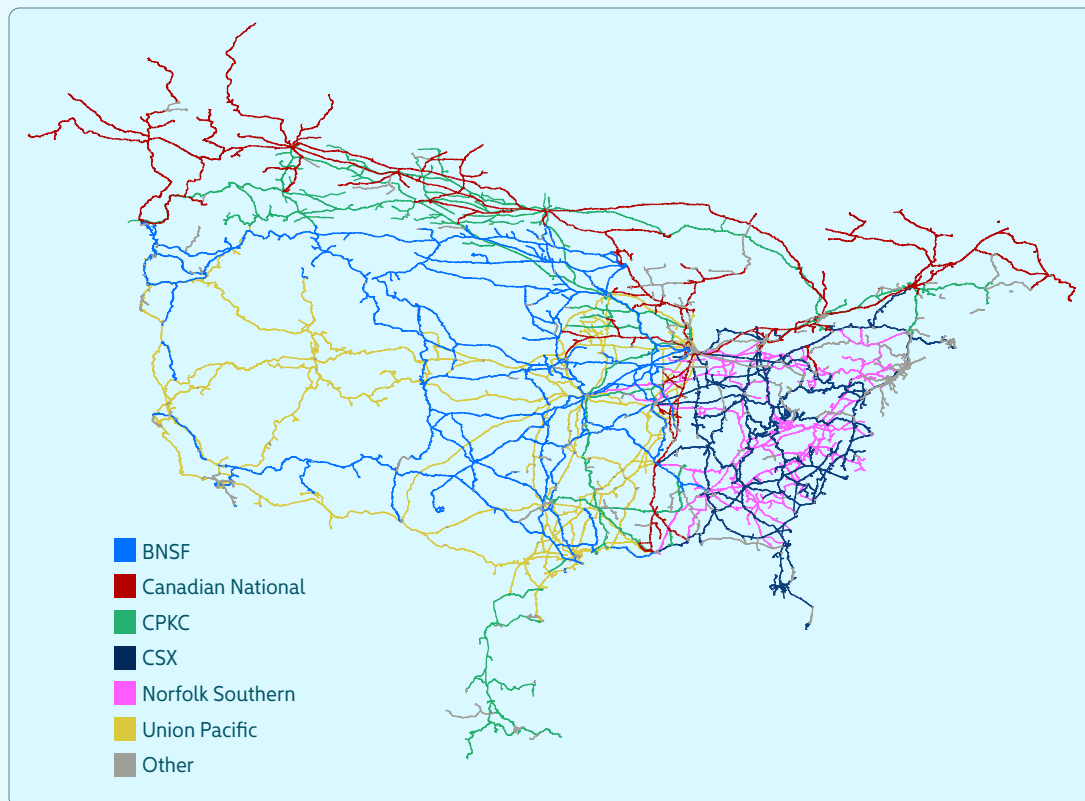 BNSF
Canadian National
CPKC
CSX
Norfolk Southern
Union Pacific
Other